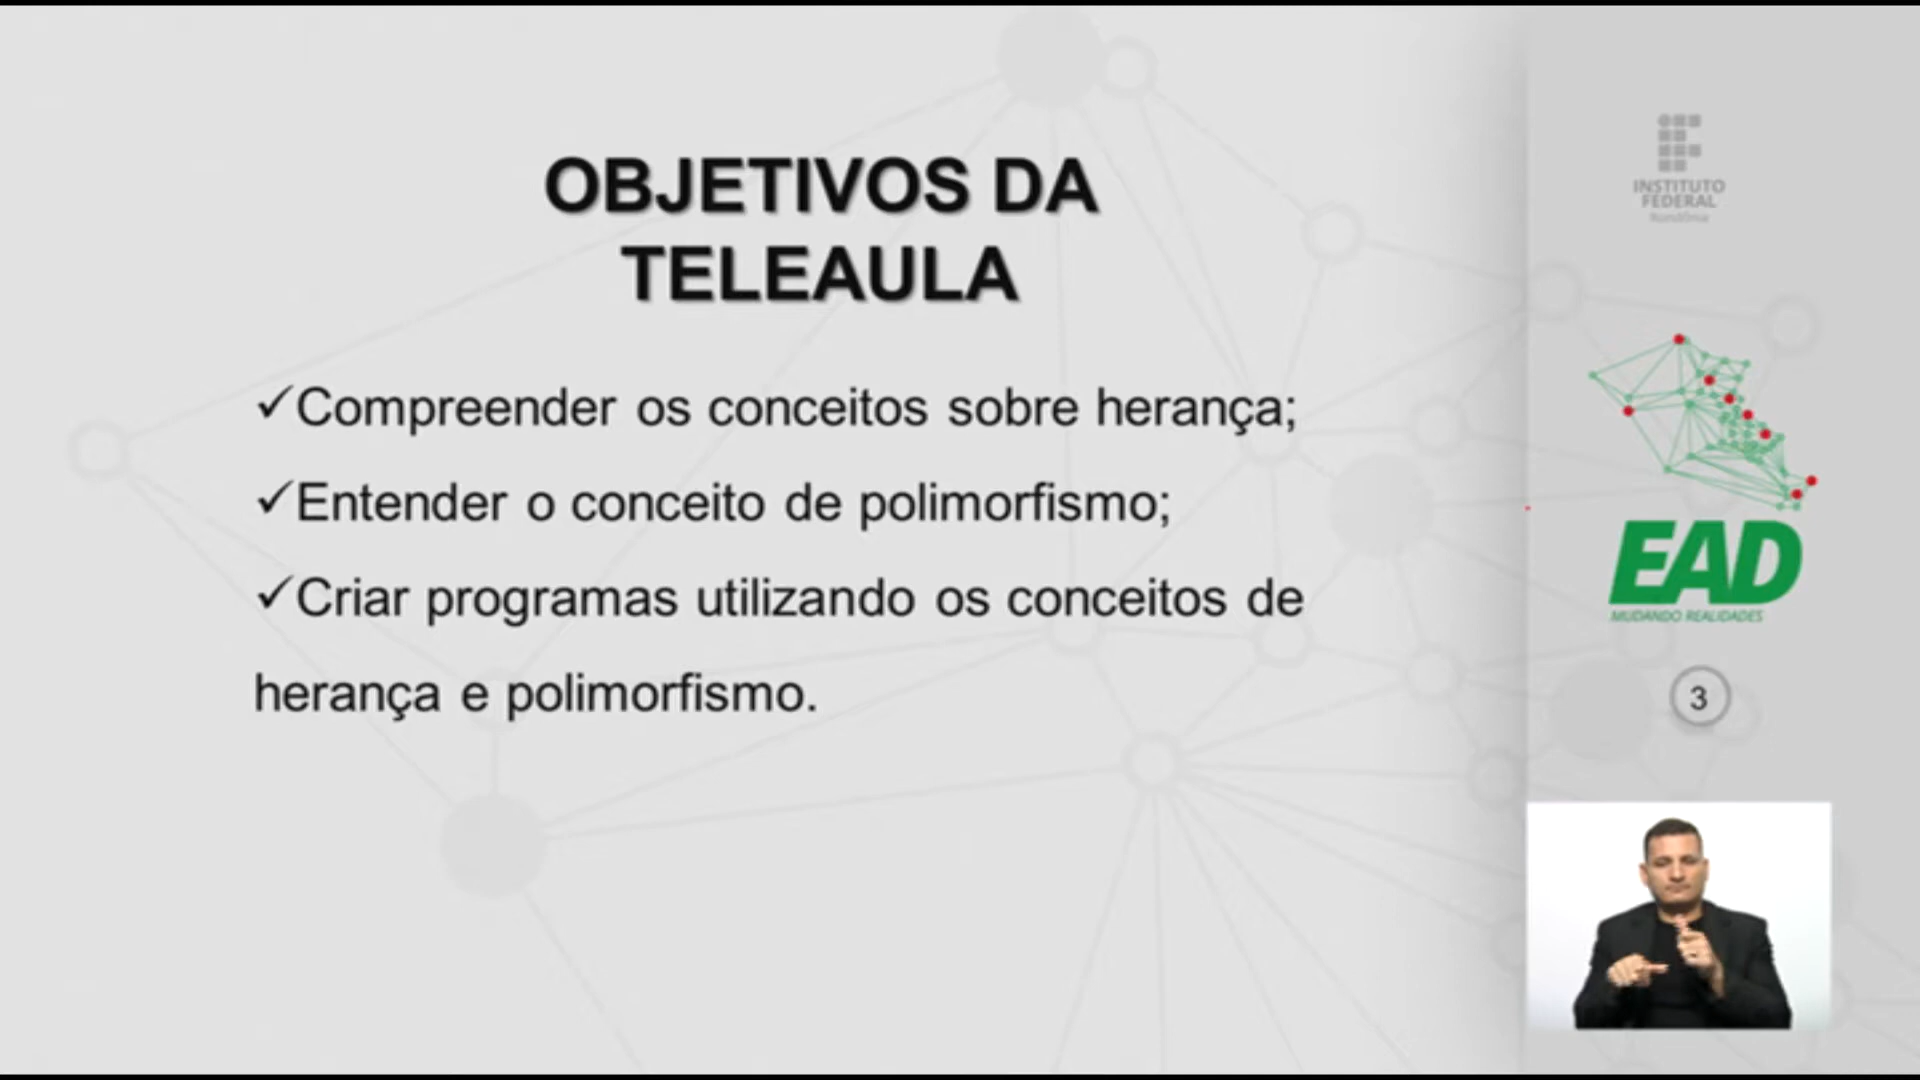 OBJETIVOS DA
TELEAULA
✓Compreender os conceitos sobre herança;
✓Entender o conceito de polimorfismo;
✓Criar programas utilizando os conceitos de
herança e polimorfismo.
INSTITUTO
FEDERAL
Rondônia
EAD
MUDANDO REALIDADES
3